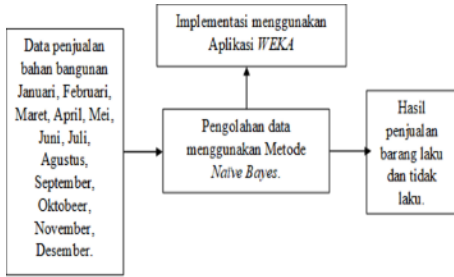 Data penjualan
bahan bangunan
Januari, Februari,
Maret, April, Mei,
Juni, Juli,
Agustus,
September,
Oktobeer,
November,
Desember.
Implementasi menggunakan
Aplikasi WEKA
Pengolahan data
menggunakan Metode
Naïve Bayes.
Hasil
penjualan
barang laku
dan tidak
laku.